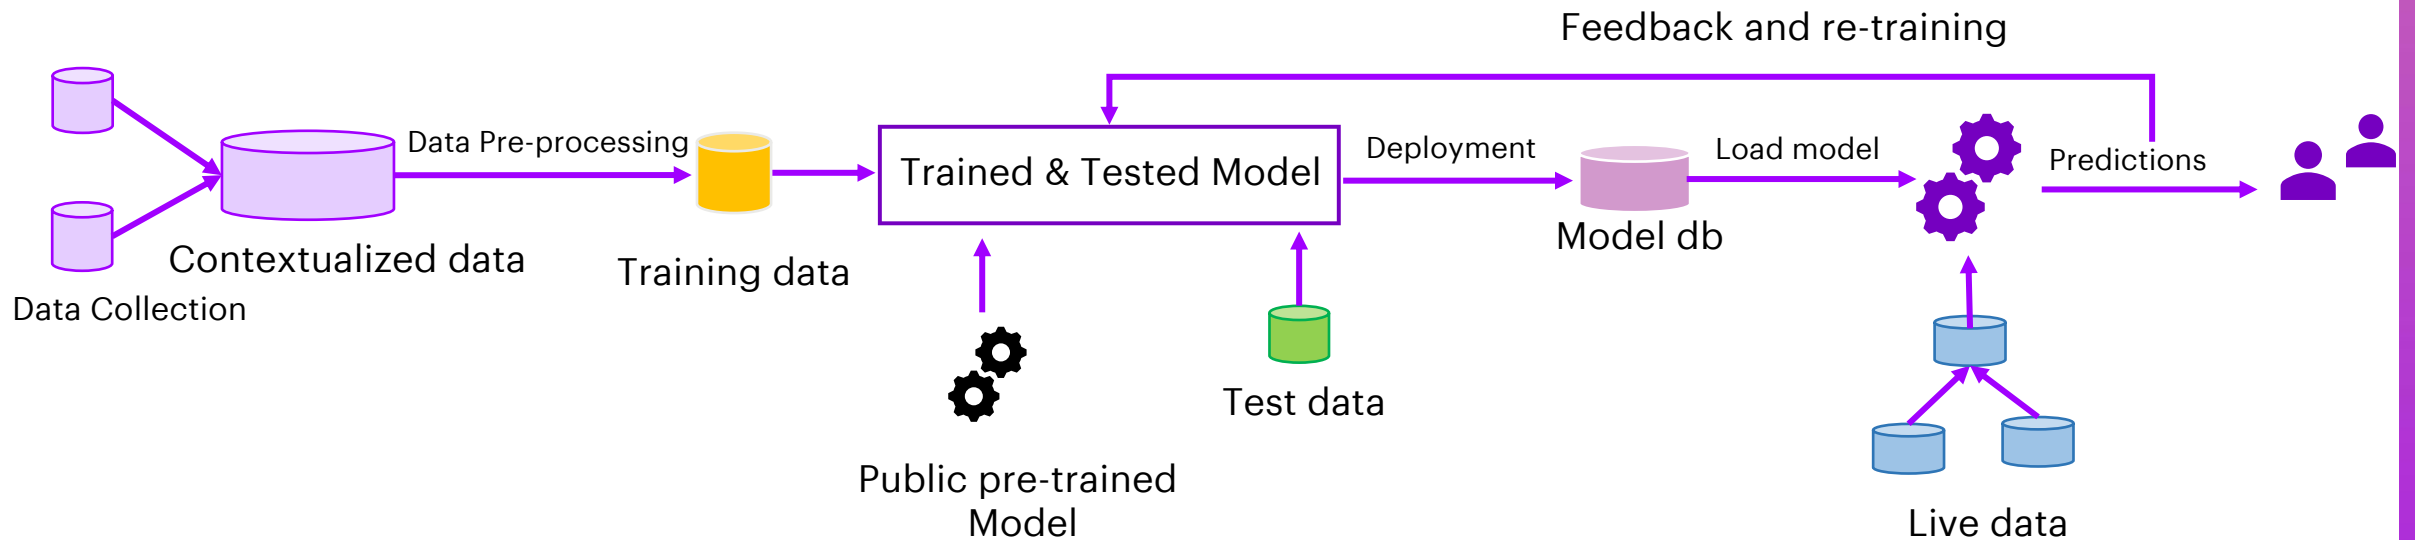 Feedback and re-training
Data Pre-processing
Trained & Tested Model
Deployment
Load model
Predictions
Model db
Contextualized data
Training data
Data Collection
Test data
Public pre-trained
Model
Live data